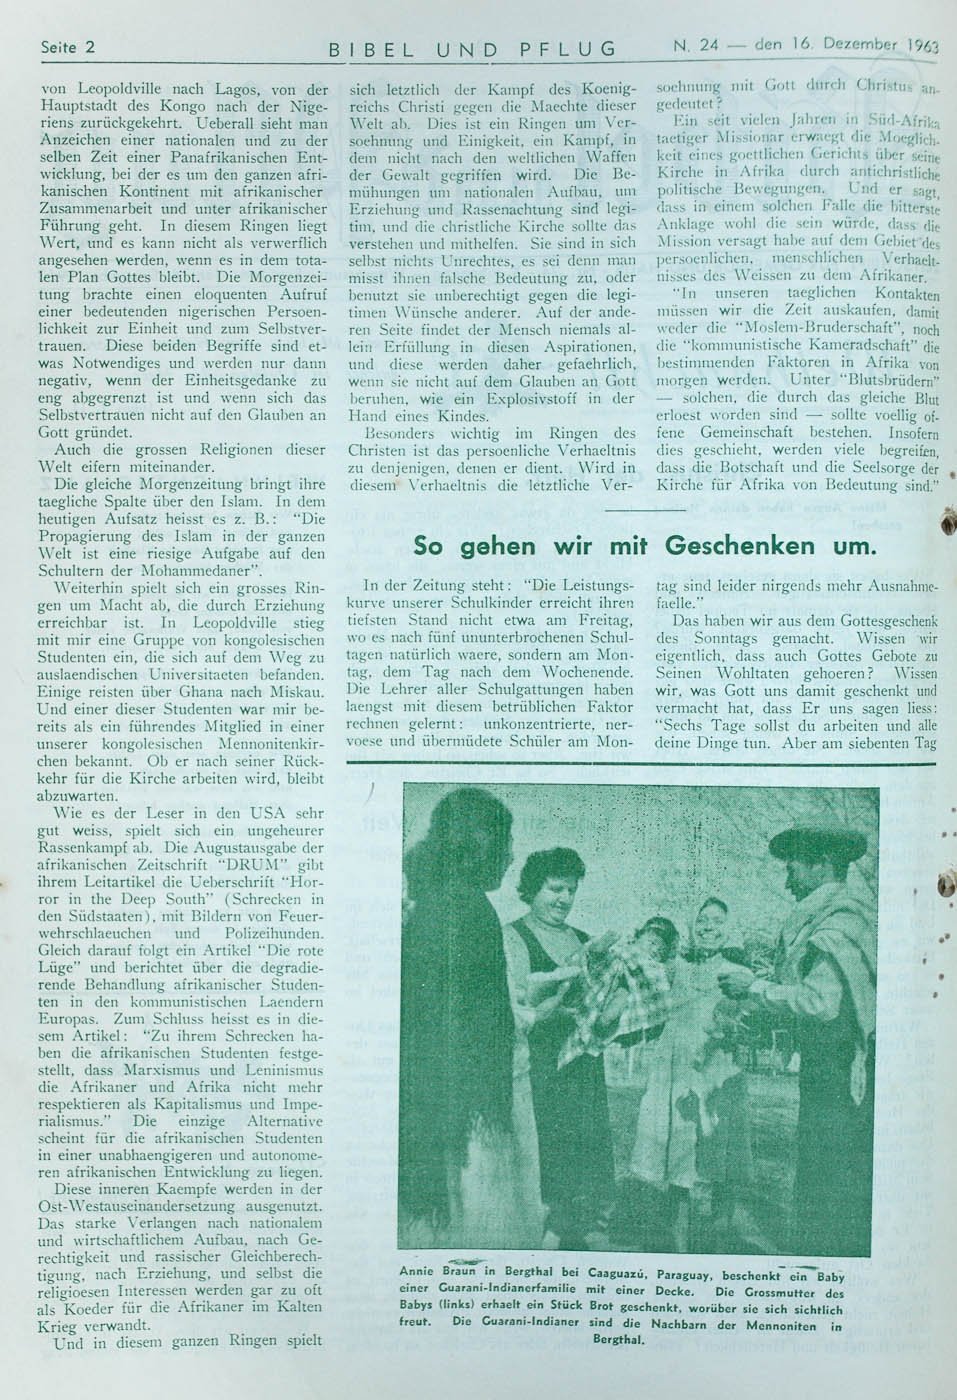 Seite 2
BIBEL UND PFLUG
N. 24 — den 16. Dezember 1963
von Leopoldville nach Lagos, von der
Hauptstadt des Kongo nach der Nige-
riens zurückgekehrt. Ueberall sieht man
Anzeichen einer nationalen und zu der
selben Zeit einer Panafrikanischen Ent-
wicklung, bei der es um den ganzen afri-
kanischen Kontinent mit afrikanischer
Zusammenarbeit und unter afrikanischer
Führung geht. In diesem Ringen liegt
Wert, und es kann nicht als verwerflich
angesehen werden, wenn es in dem tota-
len Plan Gottes bleibt. Die Morgenzei-
tung brachte einen eloquenten Aufruf
einer bedeutenden nigerischen Persoen-
lichkeit zur Einheit und zum Selbstver-
trauen. Diese beiden Begriffe sind et-
was Notwendiges und werden nur dann
negativ, wenn der Einheitsgedanke zu
eng abgegrenzt ist und wenn sich das
Selbstvertrauen nicht auf den Glauben an
Gott gründet.
Auch die grossen Religionen dieser
Welt eifern miteinander.
Die gleiche Morgenzeitung bringt ihre
taegliche Spalte über den Islam. In dem
heutigen Aufsatz heisst es z. B.: "Die
Propagierung des Islam in der ganzen
Welt ist eine riesige Aufgabe auf den
Schultern der Mohammedaner".
Weiterhin spielt sich ein grosses Rin-
gen um Macht ab, die durch Erziehung
erreichbar ist. In Leopoldville stieg
mit mir eine Gruppe von kongolesischen
Studenten ein, die sich auf dem Weg zu
auslaendischen Universitaeten befanden.
Einige reisten über Ghana nach Miskau.
Und einer dieser Studenten war mir be-
reits als ein führendes Mitglied in einer
unserer kongolesischen Mennonitenkir-
chen bekannt. Ob er nach seiner Rück-
kehr für die Kirche arbeiten wird, bleibt
abzuwarten.
Wie es der Leser in den USA sehr
gut weiss, spielt sich ein ungeheurer
Rassenkampf ab. Die Augustausgabe der
afrikanischen Zeitschrift "DRUM" gibt
ihrem Leitartikel die Ueberschrift "Hor-
ror in the Deep South" (Schrecken in
den Südstaaten), mit Bildern von Feuer-
wehrschlaeuchen und Polizeihunden.
Gleich darauf folgt ein Artikel "Die rote
Lüge" und berichtet über die degradie-
rende Behandlung afrikanischer Studen-
ten in den kommunistischen Laendern
Europas. Zum Schluss heisst es in die-
sem Artikel: "Zu ihrem Schrecken ha-
ben die afrikanischen Studenten festge-
stellt, dass Marxismus und Leninismus
die Afrikaner und Afrika nicht mehr
respektieren als Kapitalismus und Impe-
rialismus." Die einzige Alternative
scheint für die afrikanischen Studenten
in einer unabhaengigeren und autonome-
ren afrikanischen Entwicklung zu liegen.
Diese inneren Kaempfe werden in der
Ost-Westauseinandersetzung ausgenutzt.
Das starke Verlangen nach nationalem
und wirtschaftlichem Aufbau, nach Ge-
rechtigkeit und rassischer Gleichberech-
tigung, nach Erziehung, und selbst die
religioesen Interessen werden gar zu oft
als Koeder für die Afrikaner im Kalten
Krieg verwandt.
Und in diesem ganzen Ringen spielt
sich letztlich der Kampf des Koenig-
reichs Christi gegen die Maechte dieser
Welt ab. Dies ist ein Ringen um Ver-
soehnung und Einigkeit, ein Kampf, in
dem nicht nach den weltlichen Waffen
der Gewalt gegriffen wird. Die Be-
mühungen um nationalen Aufbau, um
Erziehung und Rassenachtung sind legi-
tim, und die christliche Kirche sollte das
verstehen und mithelfen. Sie sind in sich
selbst nichts Unrechtes, es sei denn man
misst ihnen falsche Bedeutung zu, oder
benutzt sie unberechtigt gegen die legi-
timen Wünsche anderer. Auf der ande-
ren Seite findet der Mensch niemals al-
lein Erfüllung in diesen Aspirationen,
und diese werden daher gefaehrlich,
wenn sie nicht auf dem Glauben an Gott
beruhen, wie ein Explosivstoff in der
Hand eines Kindes.
Besonders wichtig im Ringen des
Christen ist das persoenliche Verhaeltnis
zu denjenigen, denen er dient. Wird in
diesem Verhaeltnis die letztliche Ver-
soehnung mit Gott durch Christus an-
gedeutet?
Ein seit vielen Jahren in Süd-Afrika
taetiger Missionar erwaegt die Moeglich-
keit eines goettlichen Gerichts über seine
Kirche in Afrika durch antichristliche
politische Bewegungen. Und er sagt,
dass in einem solchen Falle die bitterste
Anklage wohl die sein würde, dass die
Mission versagt habe auf dem Gebiet des
persoenlichen, menschlichen Verhaelt-
nisses des Weissen zu dem Afrikaner.
"In unseren taeglichen Kontakten
müssen wir die Zeit auskaufen, damit
weder die "Moslem-Bruderschaft", noch
die "kommunistische Kameradschaft" die
bestimmenden Faktoren in Afrika von
morgen werden. Unter "Blutsbrüdern"
— solchen, die durch das gleiche Blut
erloest worden sind — sollte voellig of-
fene Gemeinschaft bestehen. Insofern
dies geschieht, werden viele begreifen,
dass die Botschaft und die Seelsorge der
Kirche für Afrika von Bedeutung sind."
So gehen wir mit Geschenken um.
In der Zeitung steht: "Die Leistungs-
kurve unserer Schulkinder erreicht ihren
tiefsten Stand nicht etwa am Freitag,
wo es nach fünf ununterbrochenen Schul-
tagen natürlich waere, sondern am Mon-
tag, dem Tag nach dem Wochenende.
Die Lehrer aller Schulgattungen haben
laengst mit diesem betrüblichen Faktor
rechnen gelernt: unkonzentrierte, ner-
voese und übermüdete Schüler am Mon-
tag sind leider nirgends mehr Ausnahme-
faelle."
Das haben wir aus dem Gottesgeschenk
des Sonntags gemacht. Wissen wir
eigentlich, dass auch Gottes Gebote zu
Seinen Wohltaten gehoeren? Wissen
wir, was Gott uns damit geschenkt und
vermacht hat, dass Er uns sagen liess:
"Sechs Tage sollst du arbeiten und alle
deine Dinge tun. Aber am siebenten Tag
Annie Braun in Bergthal bei Caaguazú, Paraguay, beschenkt ein Baby
einer Guarani-Indianerfamilie mit einer Decke. Die Grossmutter des
Babys (links) erhaelt ein Stück Brot geschenkt, worüber sie sich sichtlich
freut. Die Guarani-Indianer sind die Nachbarn der Mennoniten in
Bergthal.